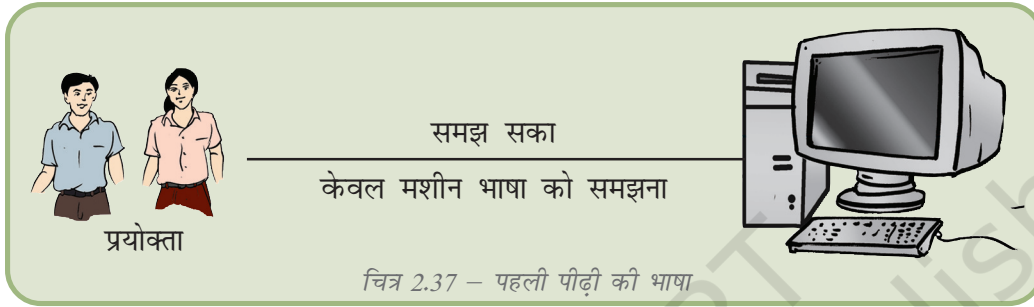 समझ सका
केवल मशीन भाषा को समझना
प्रयोक्ता
चित्र 2.37 – पहली पीढ़ी की भाषा